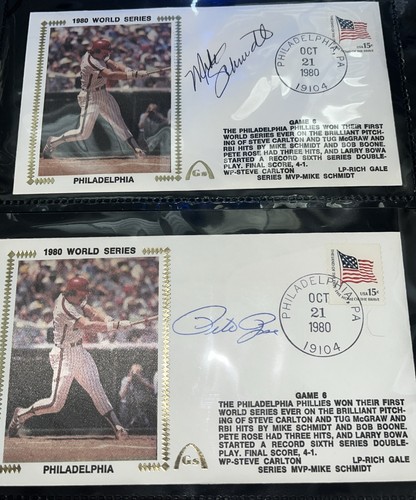 1980 WORLD SERIES
Mike Schmidt
PHILADELPHIA, PA
OCT
21
1980
19104
USA 15c
GAME 6
THE PHILADELPHIA PHILLIES WON THEIR FIRST
WORLD SERIES EVER ON THE BRILLIANT PITCH-
ING OF STEVE CARLTON AND TUG McGRAW AND
RBI HITS BY MIKE SCHMIDT AND BOB BOONE.
PETE ROSE HAD THREE HITS, AND LARRY BOWA
STARTED A RECORD SIXTH SERIES DOUBLE-
PLAY. FINAL SCORE, 4-1.
WP-STEVE CARLTON LP-RICH GALE
SERIES MVP-MIKE SCHMIDT
Gs
PHILADELPHIA
1980 WORLD SERIES
Pete Rose
PHILADELPHIA, PA
OCT
21
1980
19104
USA 15c
GAME 6
THE PHILADELPHIA PHILLIES WON THEIR FIRST
WORLD SERIES EVER ON THE BRILLIANT PITCH-
ING OF STEVE CARLTON AND TUG McGRAW AND
RBI HITS BY MIKE SCHMIDT AND BOB BOONE.
PETE ROSE HAD THREE HITS, AND LARRY BOWA
STARTED A RECORD SIXTH SERIES DOUBLE-
PLAY. FINAL SCORE, 4-1.
WP-STEVE CARLTON LP-RICH GALE
SERIES MVP-MIKE SCHMIDT
Gs
PHILADELPHIA